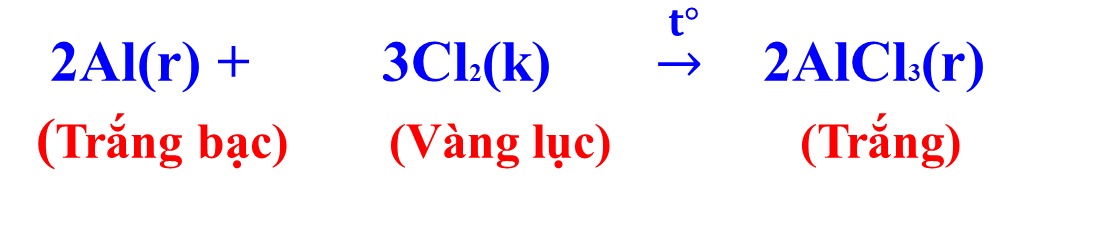 t°
2Al(r) + 3Cl₂(k) → 2AlCl₃(r)
(Trắng bạc) (Vàng lục) (Trắng)